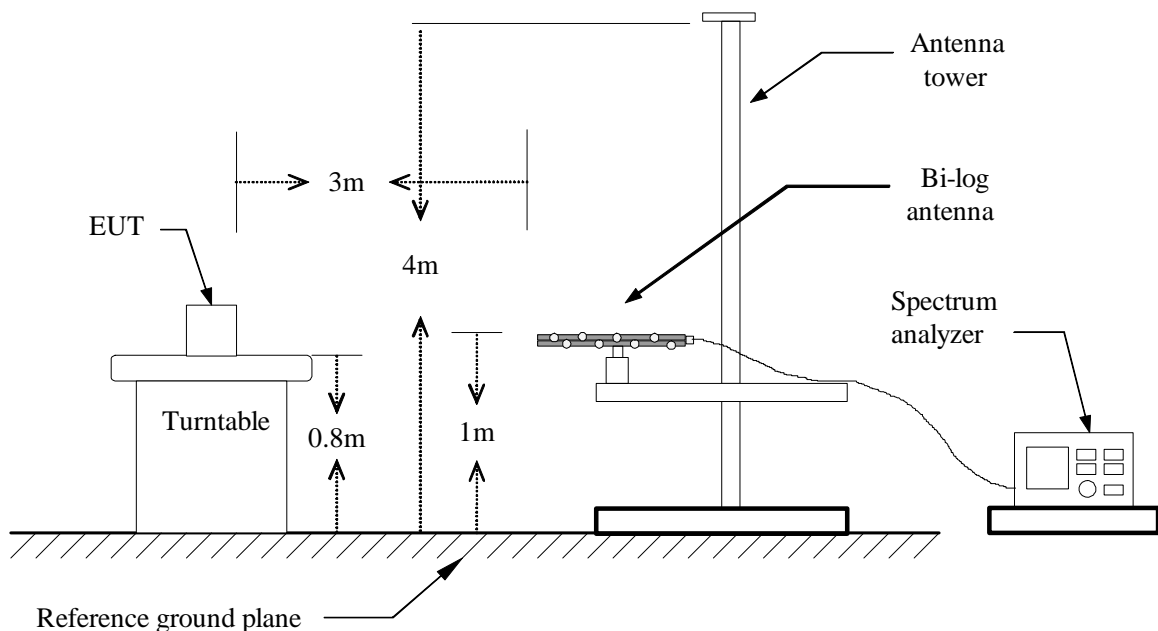 Antenna
tower
3m
Bi-log
antenna
EUT
4m
Spectrum
analyzer
Turntable
0.8m
1m
Reference ground plane